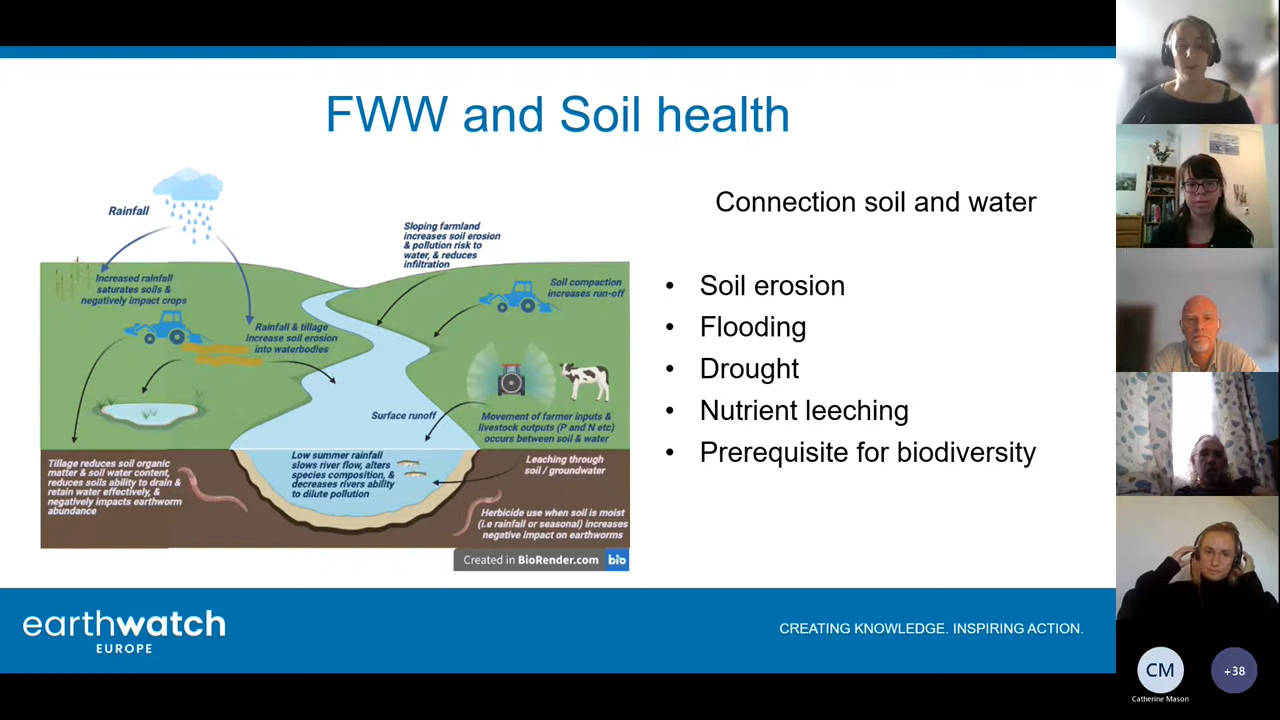 FWW and Soil health
Rainfall
Increased rainfall
saturates soils &
negatively impact crops
Rainfall & tillage
increase soil erosion
into waterbodies
Sloping farmland
increases soil erosion
& pollution risk to
water, & reduces
infiltration
Soil compaction
increases run-off
Surface runoff
Movement of farmer inputs &
livestock outputs (P and N etc)
occurs between soil & water
Tillage reduces soil organic
matter & soil water content,
reduces soils ability to drain &
retain water effectively, &
negatively impacts earthworm
abundance
Low summer rainfall
slows river flow, alters
species composition, &
decreases rivers ability
to dilute pollution
Leaching through
soil / groundwater
Herbicide use when soil is moist
(i.e rainfall or seasonal) increases
negative impact on earthworms
Created in BioRender.com bio
Connection soil and water
• Soil erosion
• Flooding
• Drought
• Nutrient leeching
• Prerequisite for biodiversity
earthwatch
EUROPE
CREATING KNOWLEDGE. INSPIRING ACTION.
CM
+38
Catherine Mason